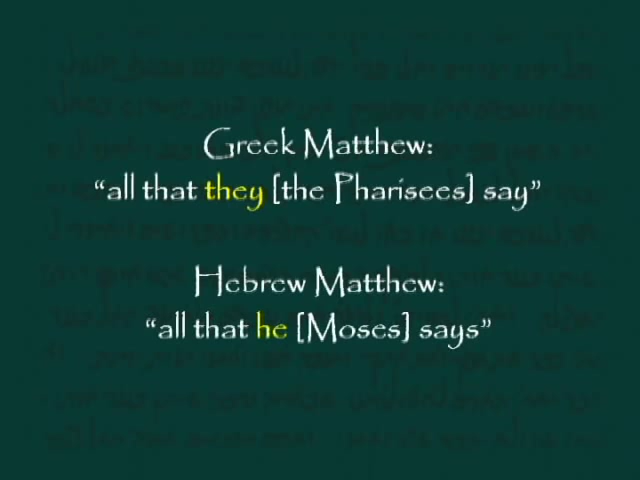 Greek Matthew:
“all that they [the Pharisees] say”
Hebrew Matthew:
“all that he [Moses] says”